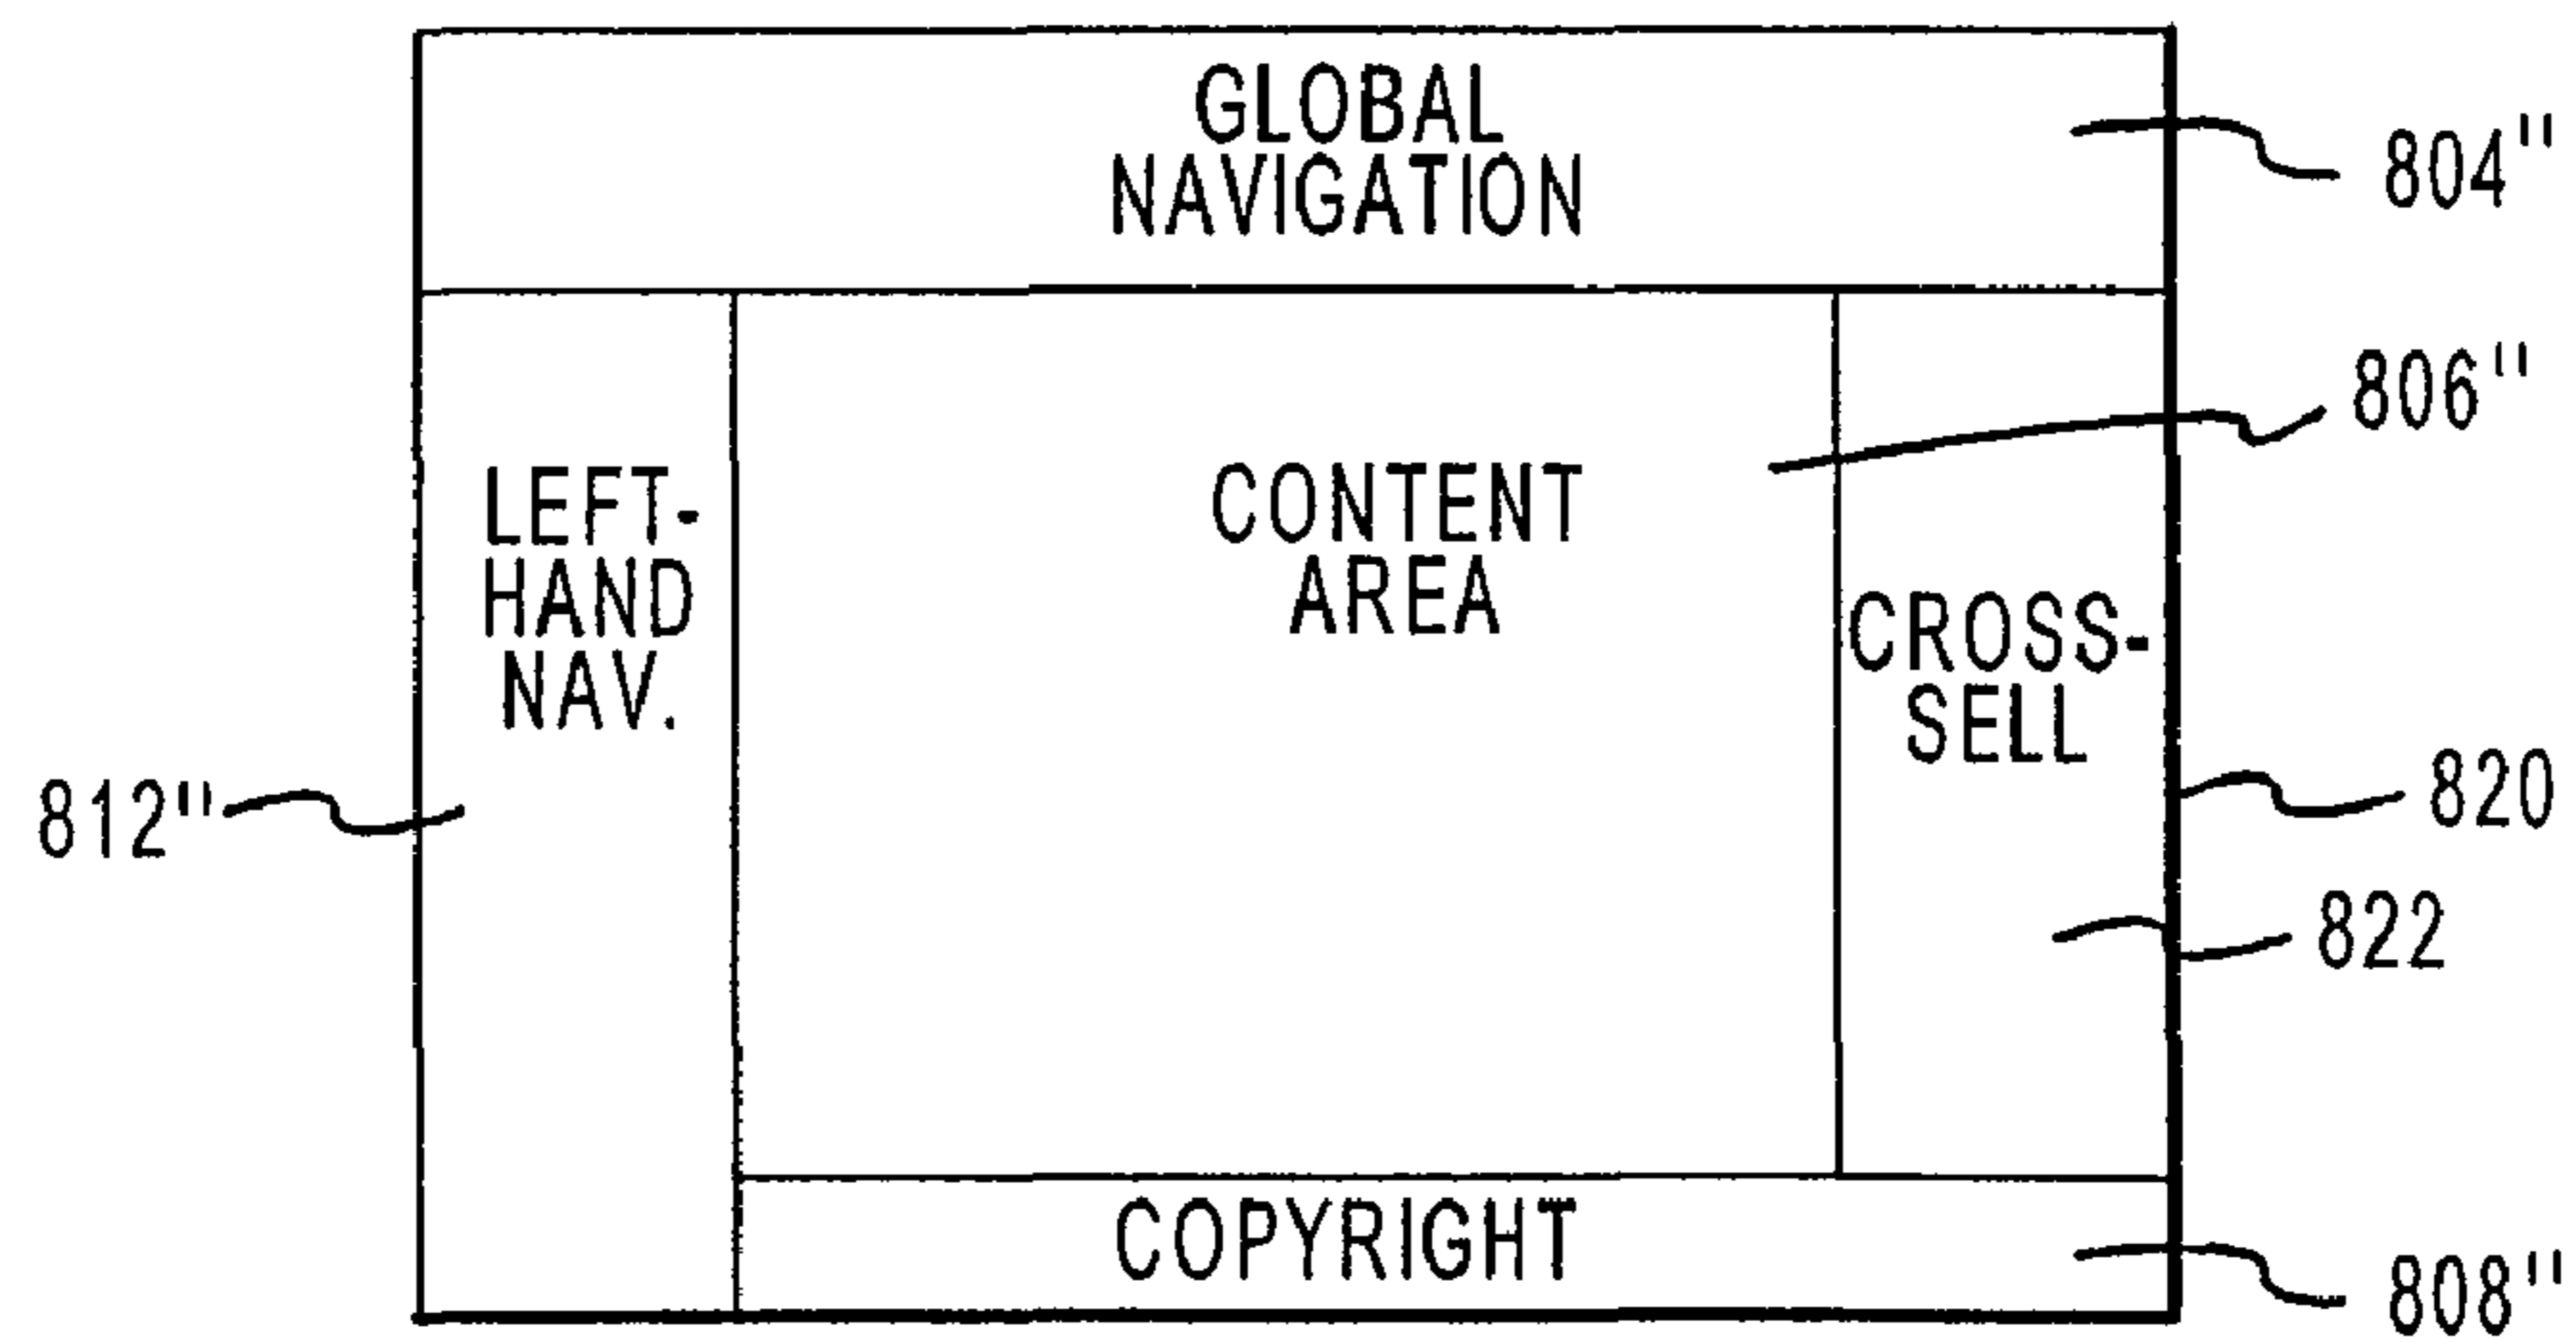 GLOBAL
NAVIGATION
804"
806"
LEFT-
HAND
NAV.
CONTENT
AREA
CROSS-
SELL
812"
820
822
COPYRIGHT
808"